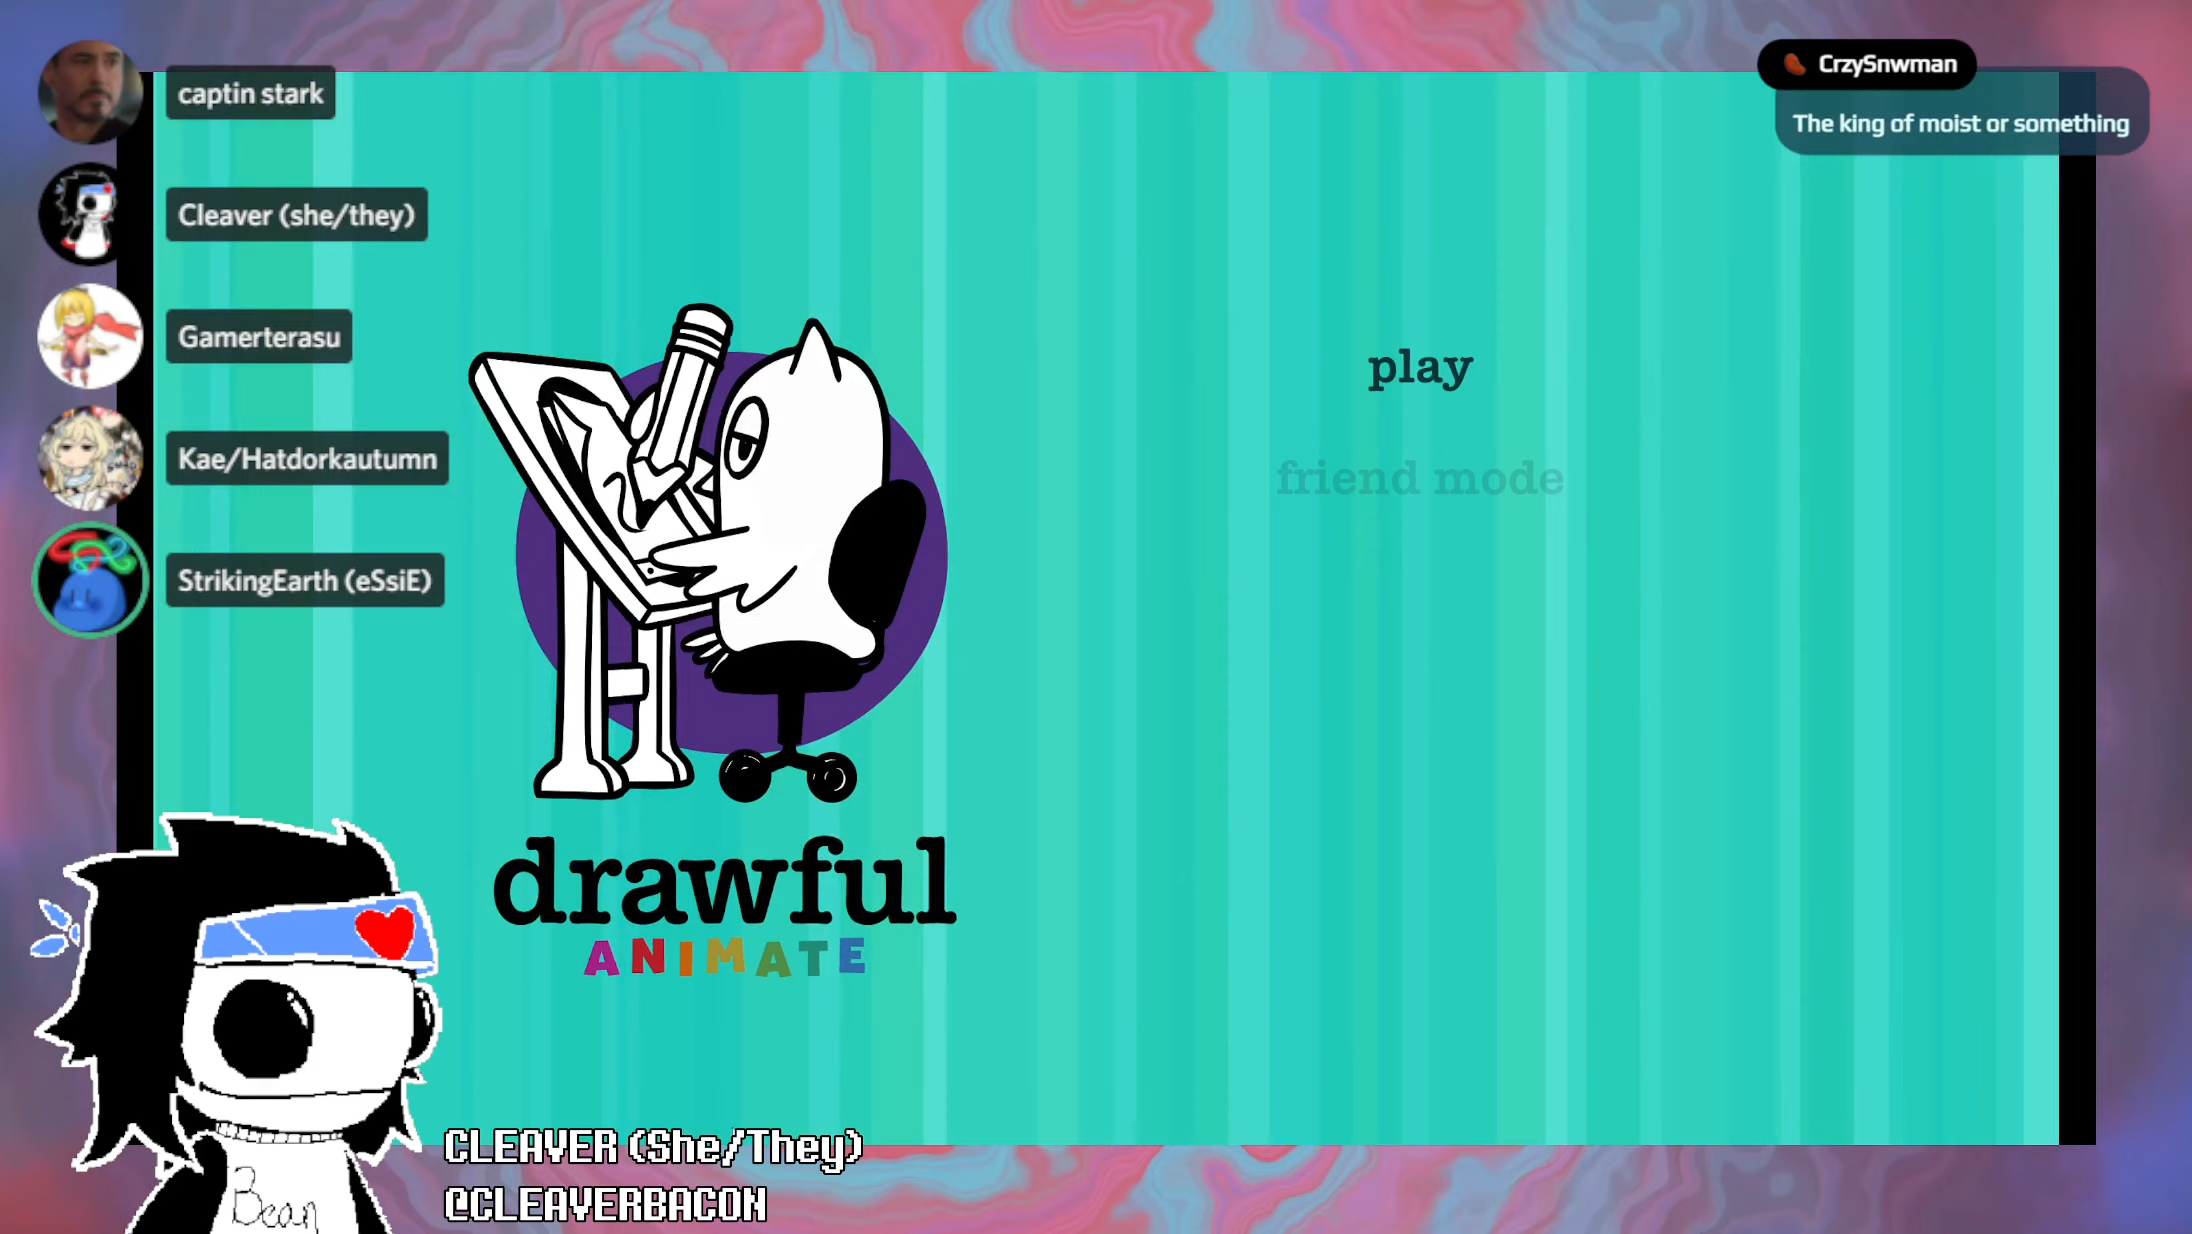 captin stark
CrzySnwman
The king of moist or something
Cleaver (she/they)
Gamerterasu
play
Kae/Hatdorkautumn
friend mode
StrikingEarth (eSsiE)
drawful
ANIMATE
CLEAVER (She/They)
@CLEAVERBACON
Bean